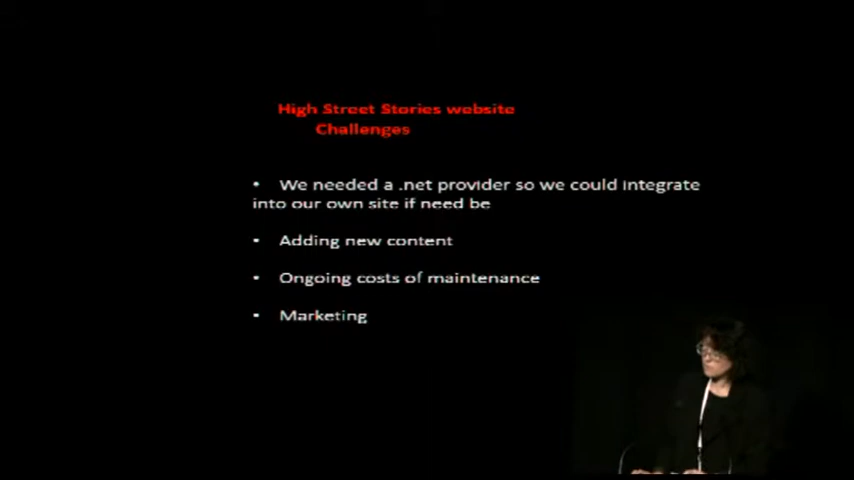 High Street Stories website
Challenges
• We needed a .net provider so we could integrate
into our own site if need be
• Adding new content
• Ongoing costs of maintenance
• Marketing